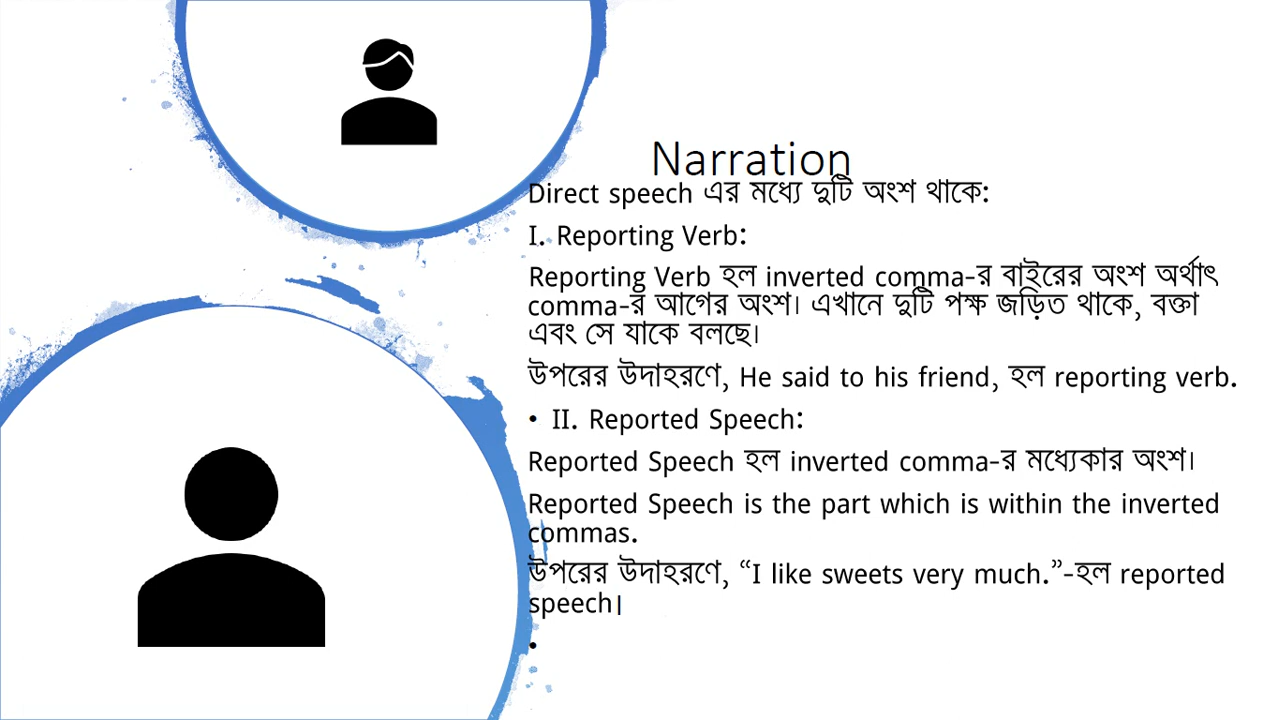 Narration
Direct speech এর মধ্যে দুটি অংশ থাকে:
I. Reporting Verb:
Reporting Verb হল inverted comma-র বাইরের অংশ অর্থাৎ
comma-র আগের অংশ। এখানে দুটি পক্ষ জড়িত থাকে, বক্তা
এবং সে যাকে বলছে।
উপরের উদাহরণে, He said to his friend, হল reporting verb.
• II. Reported Speech:
Reported Speech হল inverted comma-র মধ্যেকার অংশ।
Reported Speech is the part which is within the inverted
commas.
উপরের উদাহরণে, “I like sweets very much.”-হল reported
speech।
•